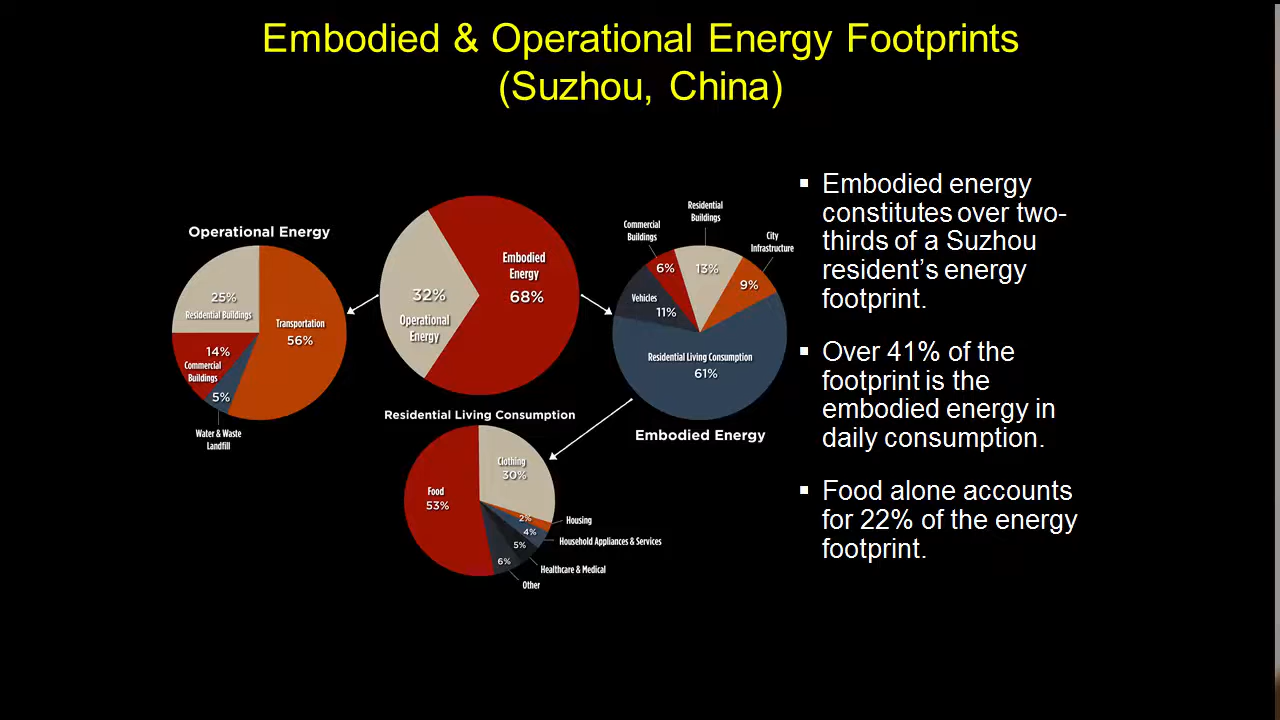 Embodied & Operational Energy Footprints
(Suzhou, China)
Operational Energy
25%
Residential Buildings
Transportation
56%
14%
Commercial
Buildings
5%
Water & Waste
Landfill
32%
Operational
Energy
Embodied
Energy
68%
Commercial
Buildings
Residential
Buildings
City
Infrastructure
6%
13%
9%
Vehicles
11%
Residential Living Consumption
61%
Embodied Energy
Residential Living Consumption
Food
53%
Clothing
30%
2%
Housing
4%
Household Appliances & Services
5%
Healthcare & Medical
6%
Other
▪ Embodied energy
constitutes over two-
thirds of a Suzhou
resident’s energy
footprint.
▪ Over 41% of the
footprint is the
embodied energy in
daily consumption.
▪ Food alone accounts
for 22% of the energy
footprint.